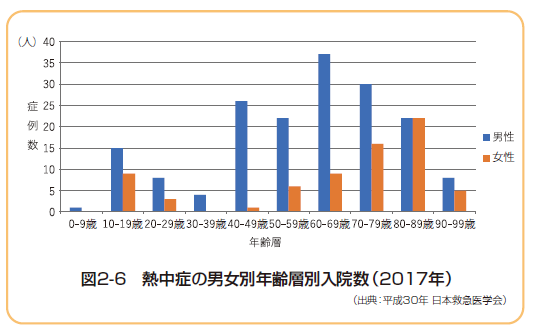 (人)
40
35
30
25
20
15
10
5
0
症例数
0-9歳 10-19歳 20-29歳 30-39歳 40-49歳 50-59歳 60-69歳 70-79歳 80-89歳 90-99歳
年齢層
男性
女性
図2-6 熱中症の男女別年齢層別入院数(2017年)
(出典:平成30年 日本救急医学会)